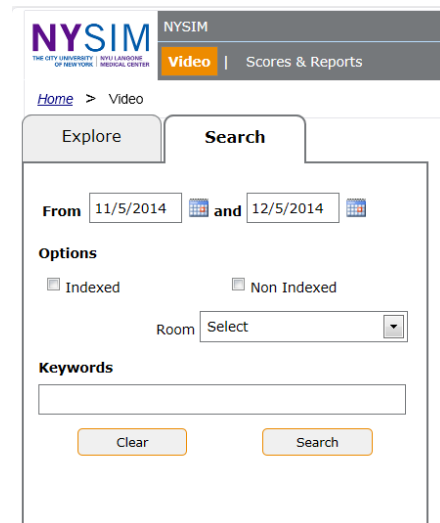 NYSIM
NYSIM
THE CITY UNIVERSITY OF NEW YORK | NYU LANGONE MEDICAL CENTER
Video | Scores & Reports
Home > Video
Explore Search
From 11/5/2014 and 12/5/2014
Options
Indexed Non Indexed
Room Select
Keywords
Clear Search